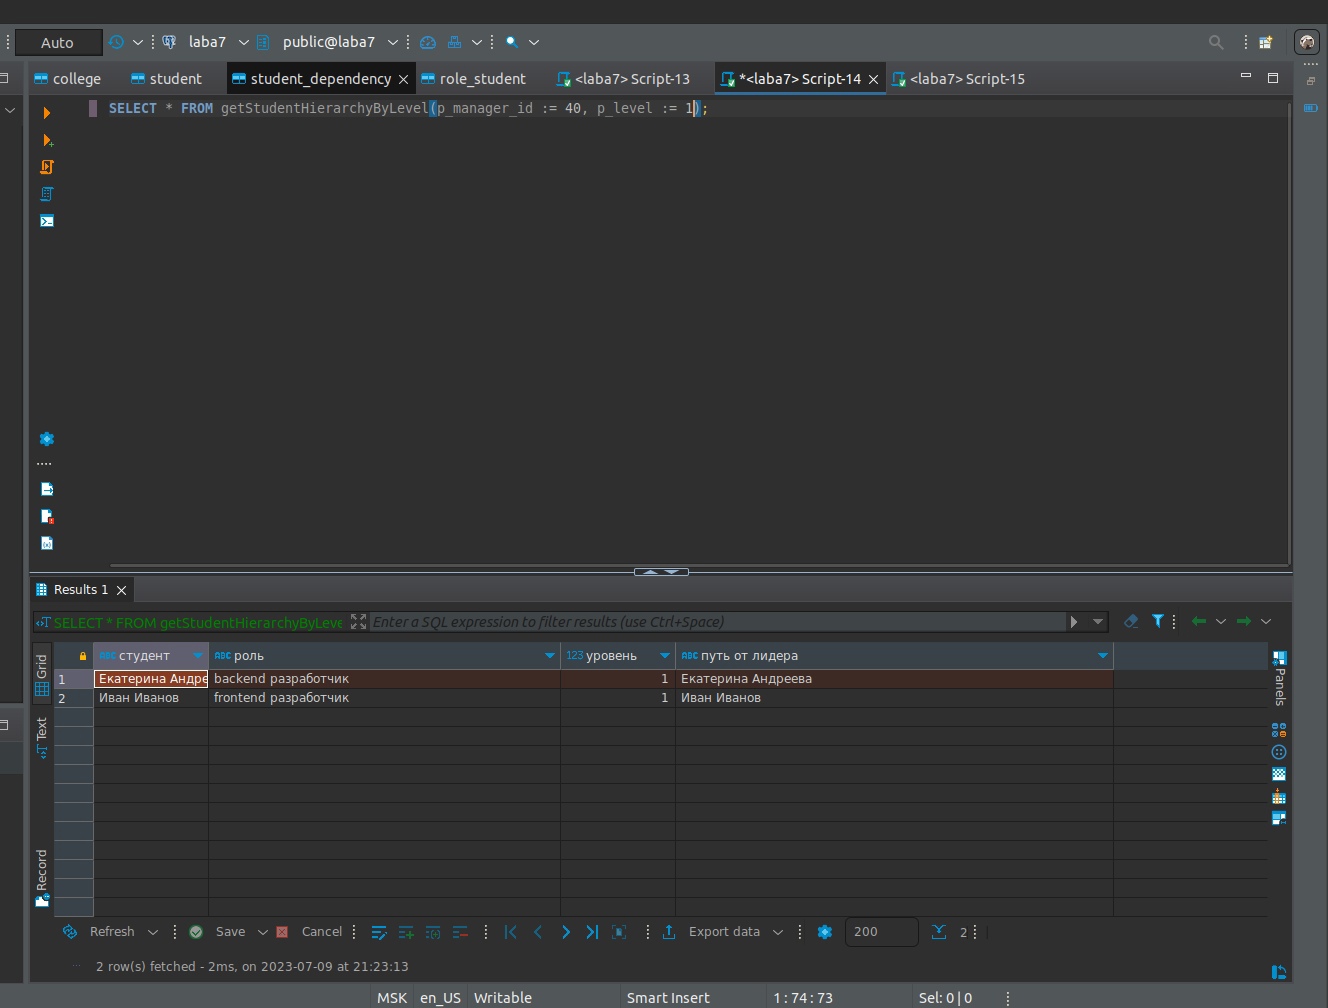 Auto laba7 public@laba7
college student student_dependency role_student <laba7> Script-13 *<laba7> Script-14 <laba7> Script-15
SELECT * FROM getStudentHierarchyByLevel(p_manager_id := 40, p_level := 1);
Results 1
SELECT * FROM getStudentHierarchyByLeve Enter a SQL expression to filter results (use Ctrl+Space)
Grid
Text
Record
ABC студент ABC роль 123 уровень ABC путь от лидера
1 Екатерина Андре backend разработчик 1 Екатерина Андреева
2 Иван Иванов frontend разработчик 1 Иван Иванов
Panels
Refresh Save Cancel Export data 200 2
2 row(s) fetched - 2ms, on 2023-07-09 at 21:23:13
MSK en_US Writable Smart Insert 1 : 74 : 73 Sel: 0 | 0